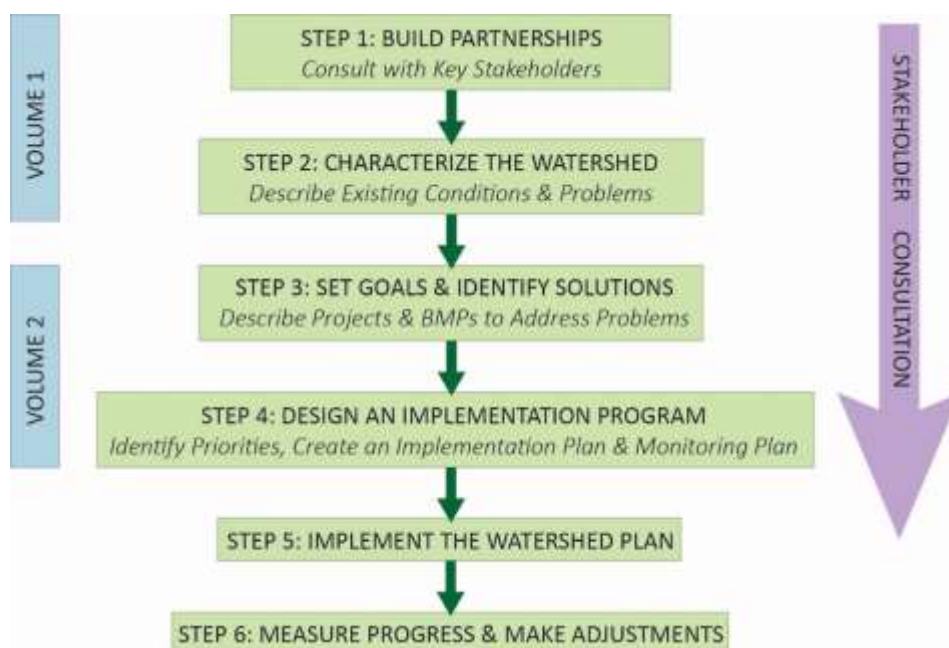 VOLUME 1
STEP 1: BUILD PARTNERSHIPS
Consult with Key Stakeholders
STEP 2: CHARACTERIZE THE WATERSHED
Describe Existing Conditions & Problems
VOLUME 2
STEP 3: SET GOALS & IDENTIFY SOLUTIONS
Describe Projects & BMPs to Address Problems
STEP 4: DESIGN AN IMPLEMENTATION PROGRAM
Identify Priorities, Create an Implementation Plan & Monitoring Plan
STEP 5: IMPLEMENT THE WATERSHED PLAN
STEP 6: MEASURE PROGRESS & MAKE ADJUSTMENTS
STAKEHOLDER CONSULTATION